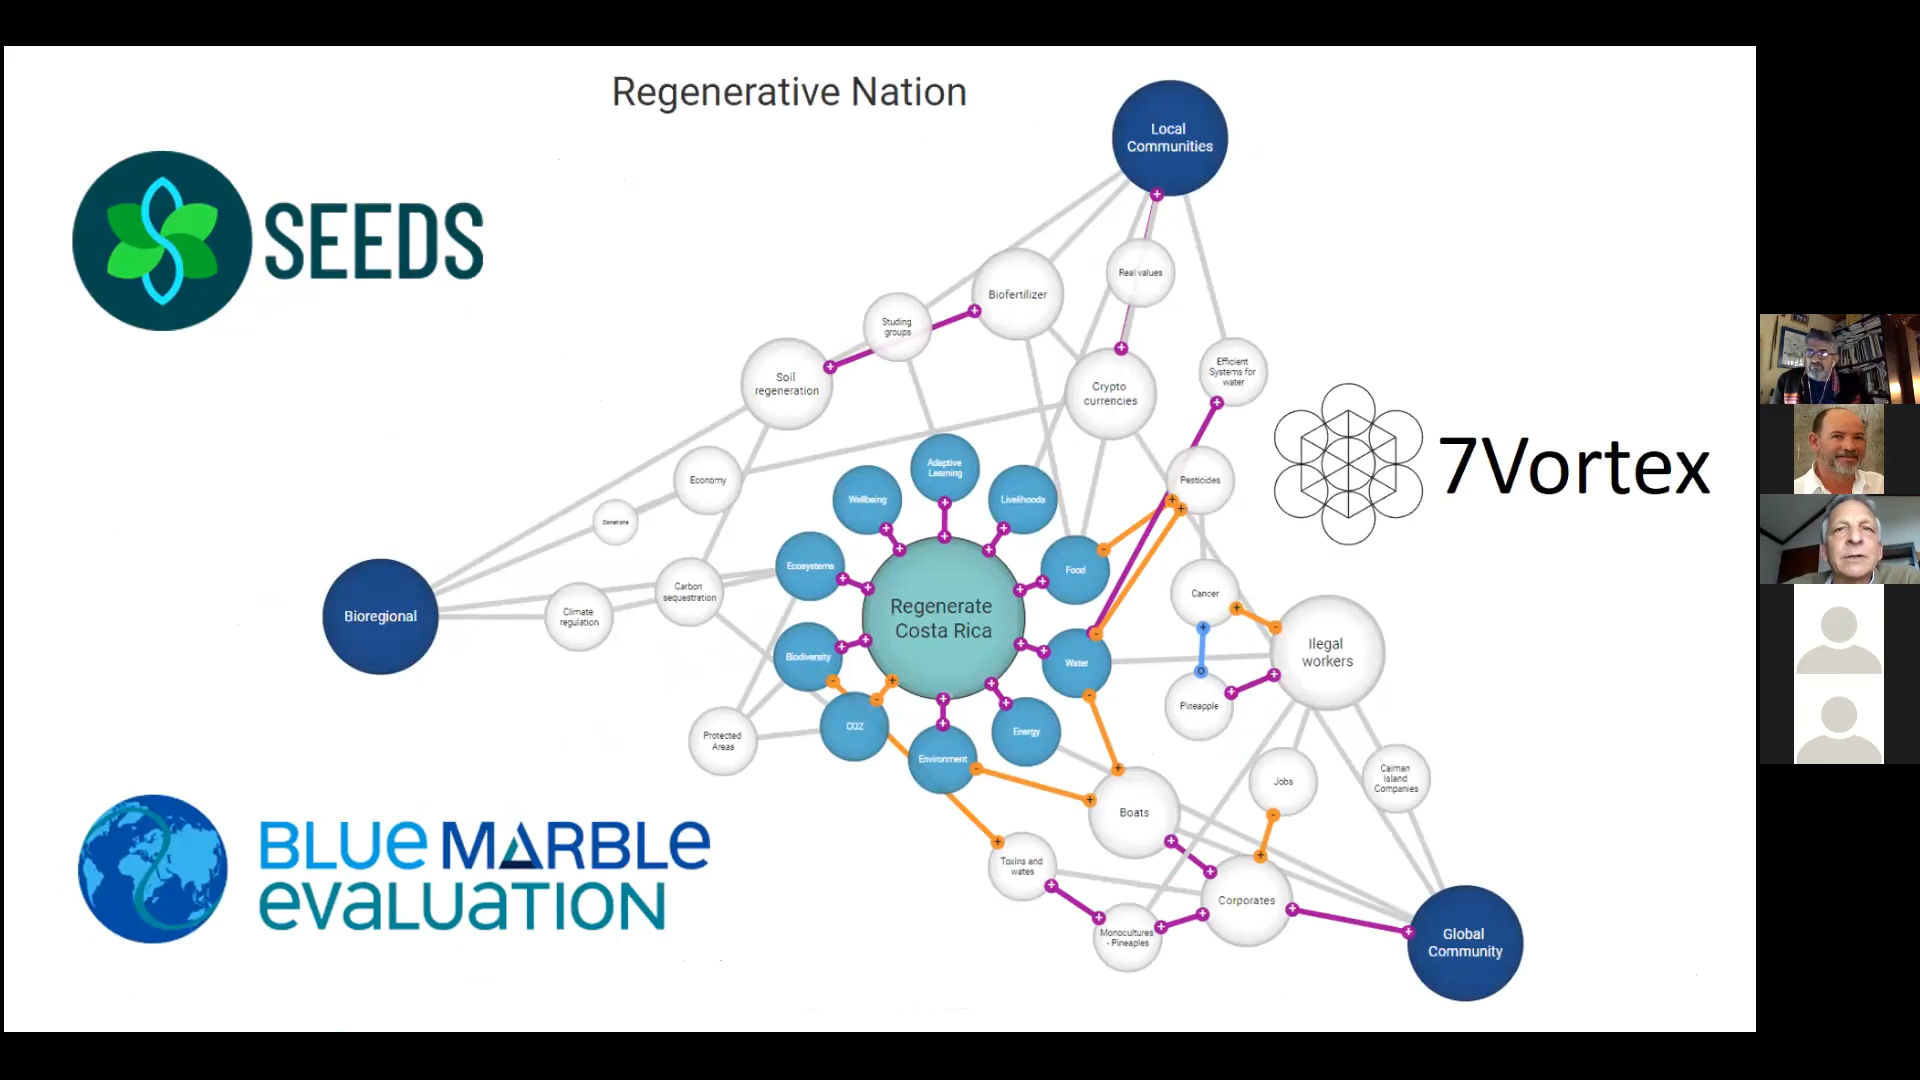 Regenerative Nation
SEEDS
Local
Communities
Real values
Biofertilizer
Studing
groups
Soil
regeneration
Crypto
currencies
Efficient
Systems for
water
7Vortex
Adaptive
Learning
Wellbeing
Livelihoods
Economy
Pesticides
Donations
Ecosystems
Food
Carbon
sequestration
Cancer
Bioregional
Climate
regulation
Regenerate
Costa Rica
Biodiversity
Water
Ilegal
workers
Pineapple
Protected
Areas
CO2
Energy
Environment
Jobs
Caiman
Island
Companies
Boats
BLUE MARBLE
EVALUATION
Toxins and
wates
Corporates
Monocultures
- Pineaples
Global
Community